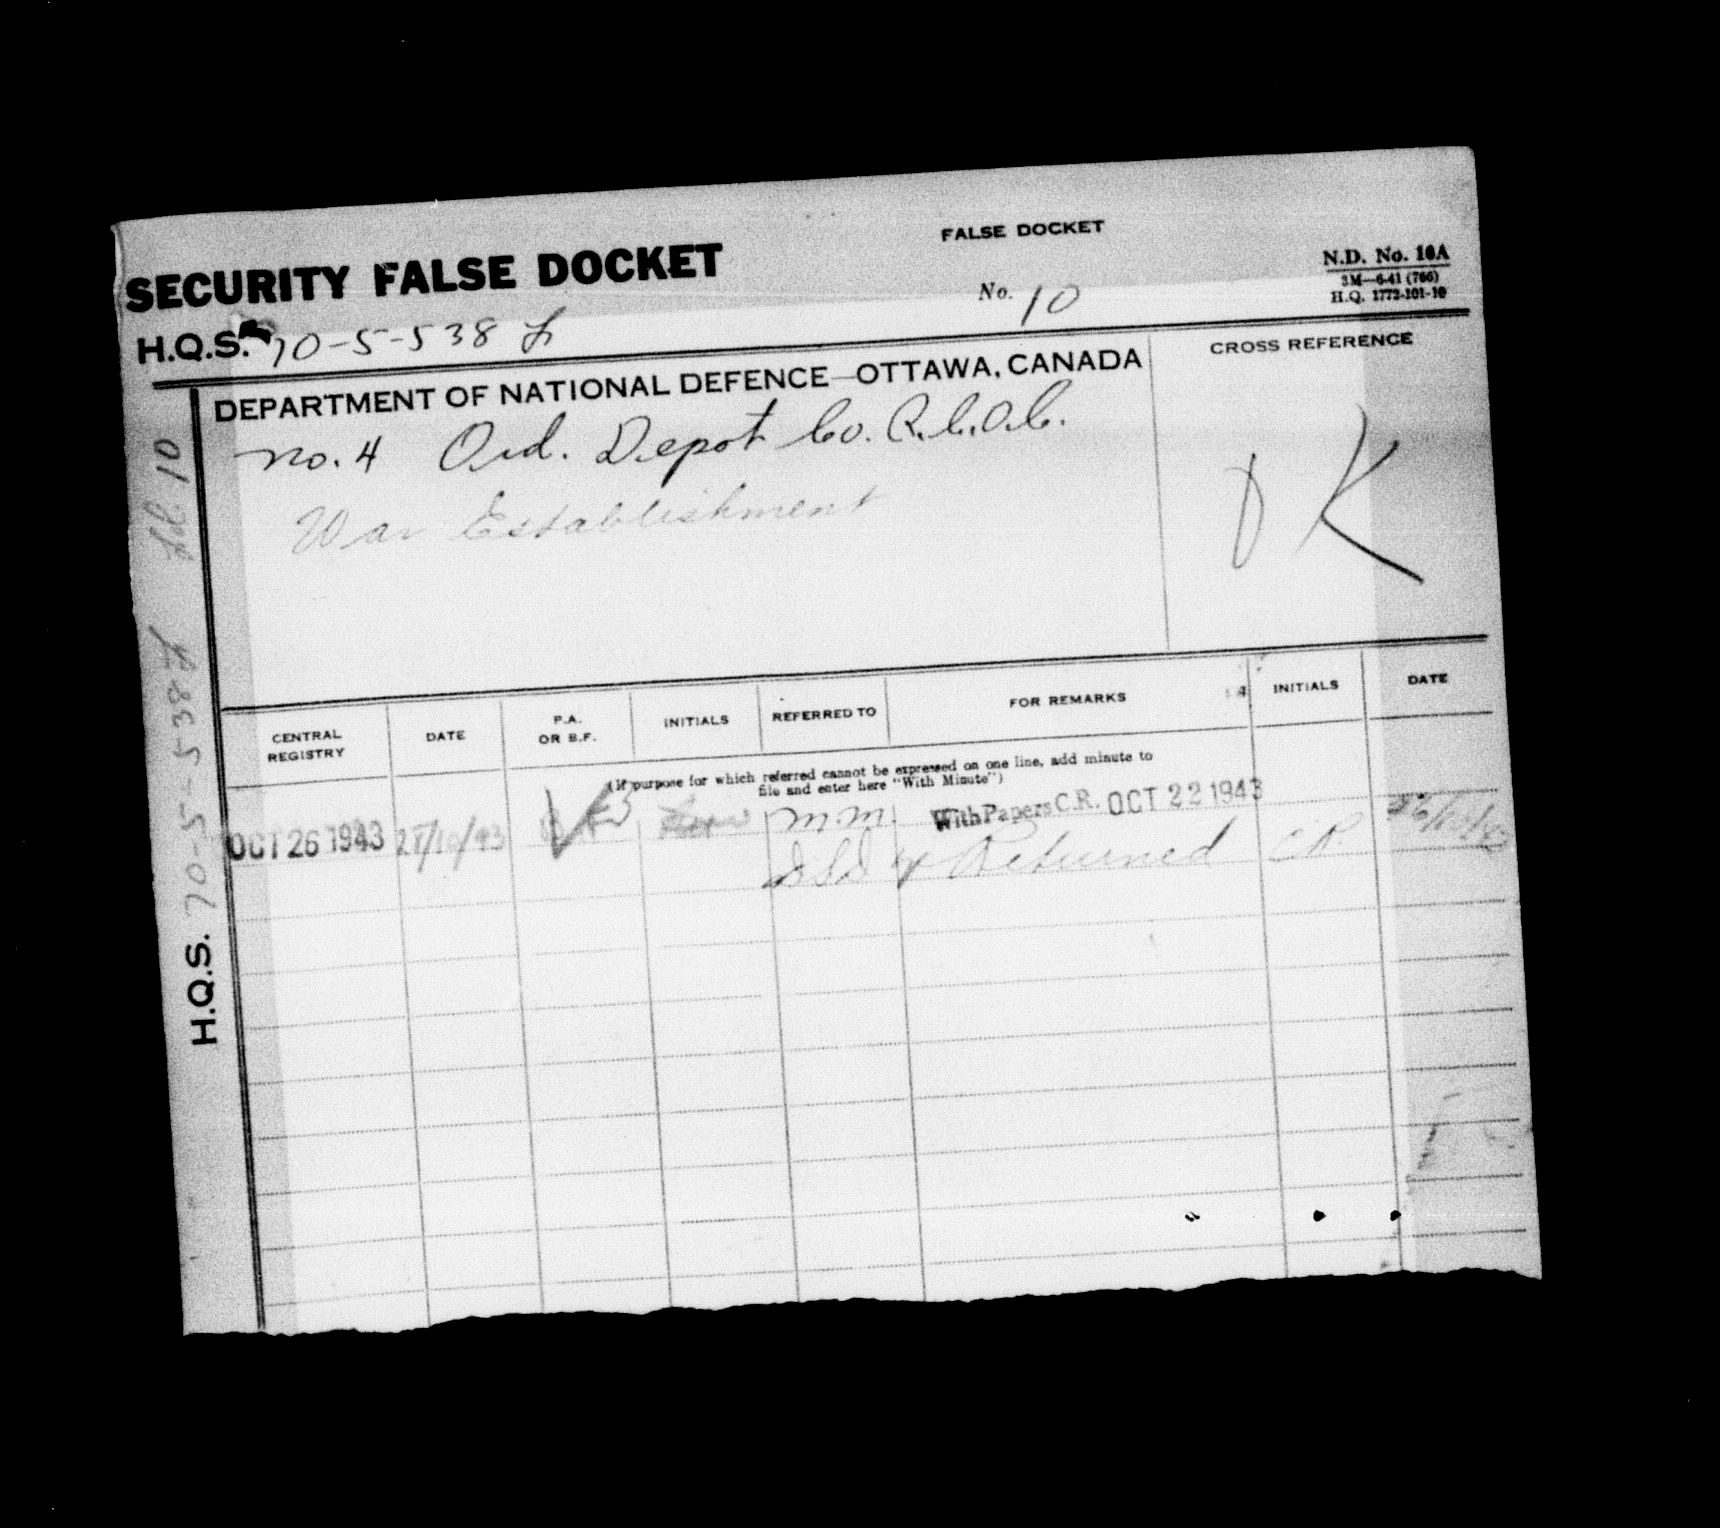 FALSE DOCKET
SECURITY FALSE DOCKET
No. 10
N.D. No. 10A
3M—6-41 (766)
H.Q. 1772-101-10
H.Q.S. 70-5-538
DEPARTMENT OF NATIONAL DEFENCE—OTTAWA, CANADA
CROSS REFERENCE
No. 4 Ord. Depot Co. R.C.O.C.
War Establishment
K
CENTRAL REGISTRY
DATE
P.A. OR B.F.
INITIALS
REFERRED TO
FOR REMARKS
INITIALS
DATE
(If purpose for which referred cannot be expressed on one line, add minute to
file and enter here "With Minute")
OCT 26 1943 27/10/43 M.M. With Papers C.R. OCT 22 1943
Returned C.R.
H.Q.S. 70-5-538 10